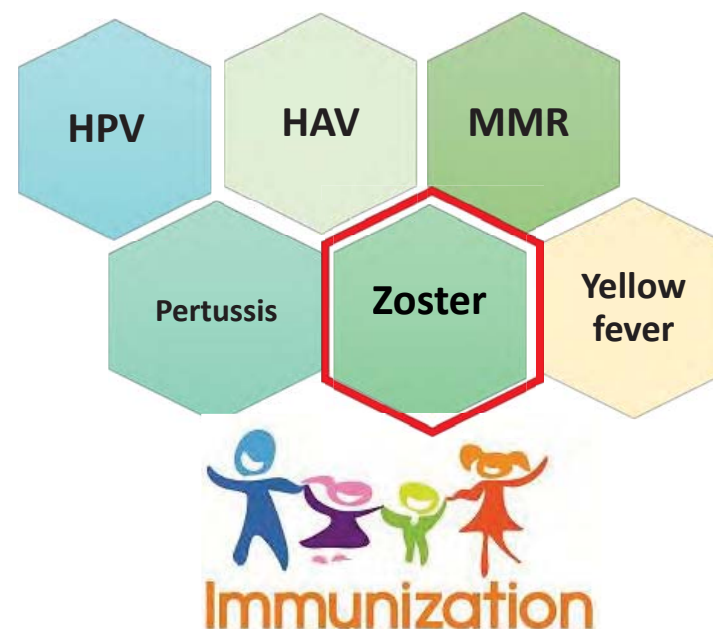 HPV
HAV
MMR
Pertussis
Zoster
Yellow
fever
Immunization